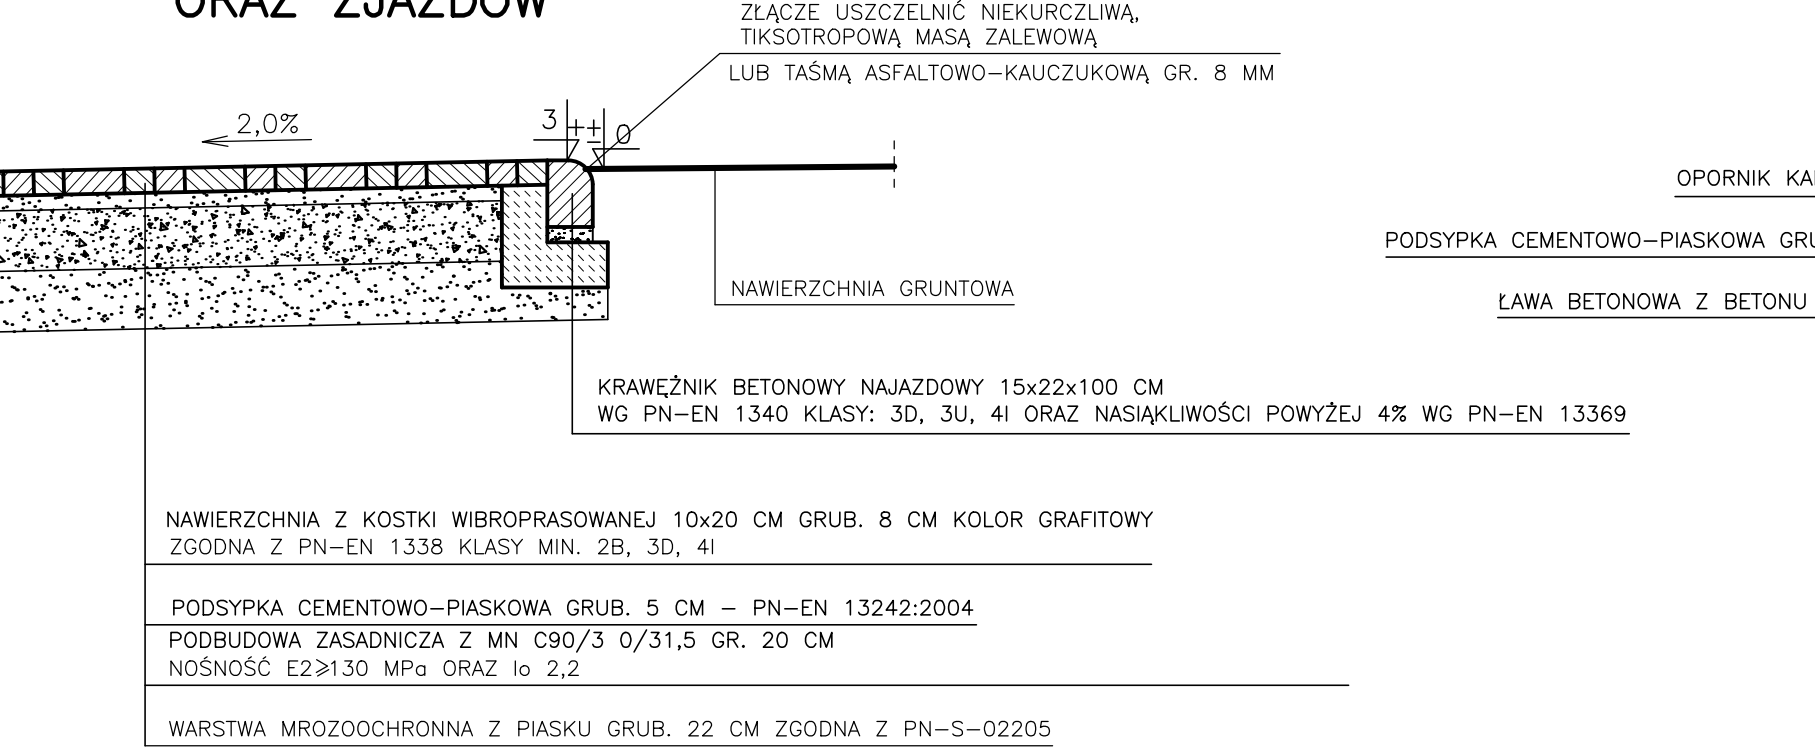 ORAZ ZJAZDÓW
ZŁĄCZE USZCZELNIĆ NIEKURCZLIWĄ,
TIKSOTROPOWĄ MASĄ ZALEWOWĄ
LUB TAŚMĄ ASFALTOWO-KAUCZUKOWĄ GR. 8 MM
2,0%
3
0
OPORNIK
PODSYPKA CEMENTOWO-PIASKOWA
ŁAWA BETONOWA Z BETONU
NAWIERZCHNIA GRUNTOWA
KRAWĘŻNIK BETONOWY NAJAZDOWY 15x22x100 CM
WG PN-EN 1340 KLASY: 3D, 3U, 4I ORAZ NASIĄKLIWOŚCI POWYŻEJ 4% WG PN-EN 13369
NAWIERZCHNIA Z KOSTKI WIBROPRASOWANEJ 10x20 CM GRUB. 8 CM KOLOR GRAFITOWY
ZGODNA Z PN-EN 1338 KLASY MIN. 2B, 3D, 4I
PODSYPKA CEMENTOWO-PIASKOWA GRUB. 5 CM - PN-EN 13242:2004
PODBUDOWA ZASADNICZA Z MN C90/3 0/31,5 GR. 20 CM
NOŚNOŚĆ E2⩾130 MPa ORAZ Io 2,2
WARSTWA MROZOOCHRONNA Z PIASKU GRUB. 22 CM ZGODNA Z PN-S-02205